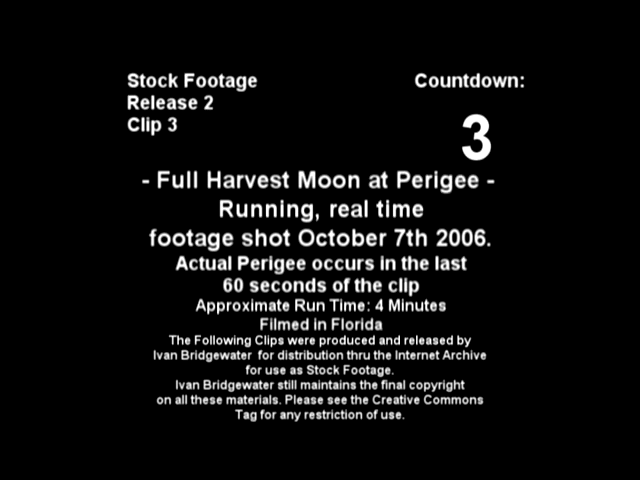 Stock Footage
Release 2
Clip 3
Countdown:
3
- Full Harvest Moon at Perigee -
Running, real time
footage shot October 7th 2006.
Actual Perigee occurs in the last
60 seconds of the clip
Approximate Run Time: 4 Minutes
Filmed in Florida
The Following Clips were produced and released by
Ivan Bridgewater for distribution thru the Internet Archive
for use as Stock Footage.
Ivan Bridgewater still maintains the final copyright
on all these materials. Please see the Creative Commons
Tag for any restriction of use.